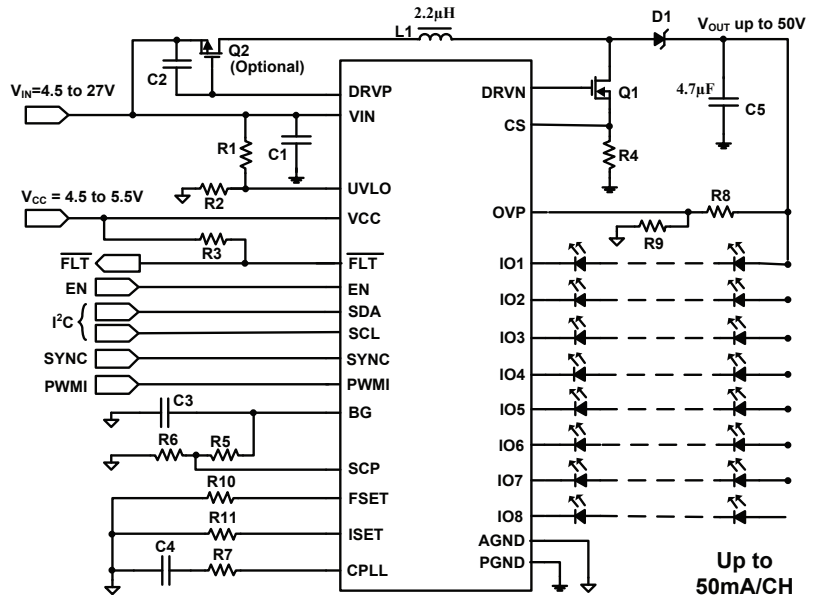 2.2µH
L1
D1
V_OUT up to 50V
Q2
(Optional)
C2
V_IN=4.5 to 27V
DRVP
DRVN
Q1
4.7µF
C5
VIN
CS
R1
C1
R4
R2
UVLO
V_CC = 4.5 to 5.5V
VCC
OVP
R8
R9
R3
FLT
FLT
IO1
EN
EN
IO2
I²C
SDA
SCL
IO3
SYNC
SYNC
IO4
PWMI
PWMI
IO5
C3
BG
R6
R5
IO6
SCP
IO7
R10
FSET
IO8
R11
ISET
AGND
C4
R7
CPLL
PGND
Up to
50mA/CH